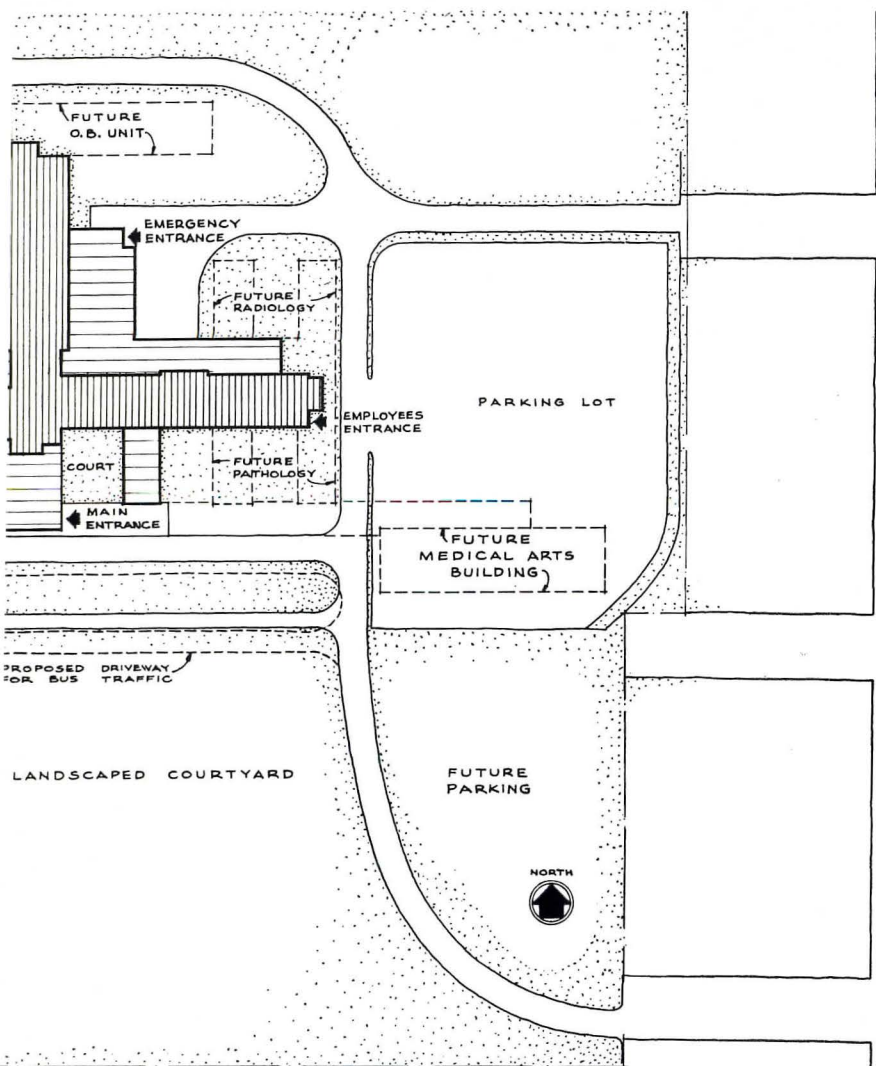 FUTURE
O.B. UNIT
EMERGENCY
ENTRANCE
FUTURE
RADIOLOGY
PARKING LOT
EMPLOYEES
ENTRANCE
COURT
FUTURE
PATHOLOGY
MAIN
ENTRANCE
FUTURE
MEDICAL ARTS
BUILDING
PROPOSED DRIVEWAY
FOR BUS TRAFFIC
LANDSCAPED COURTYARD
FUTURE
PARKING
NORTH